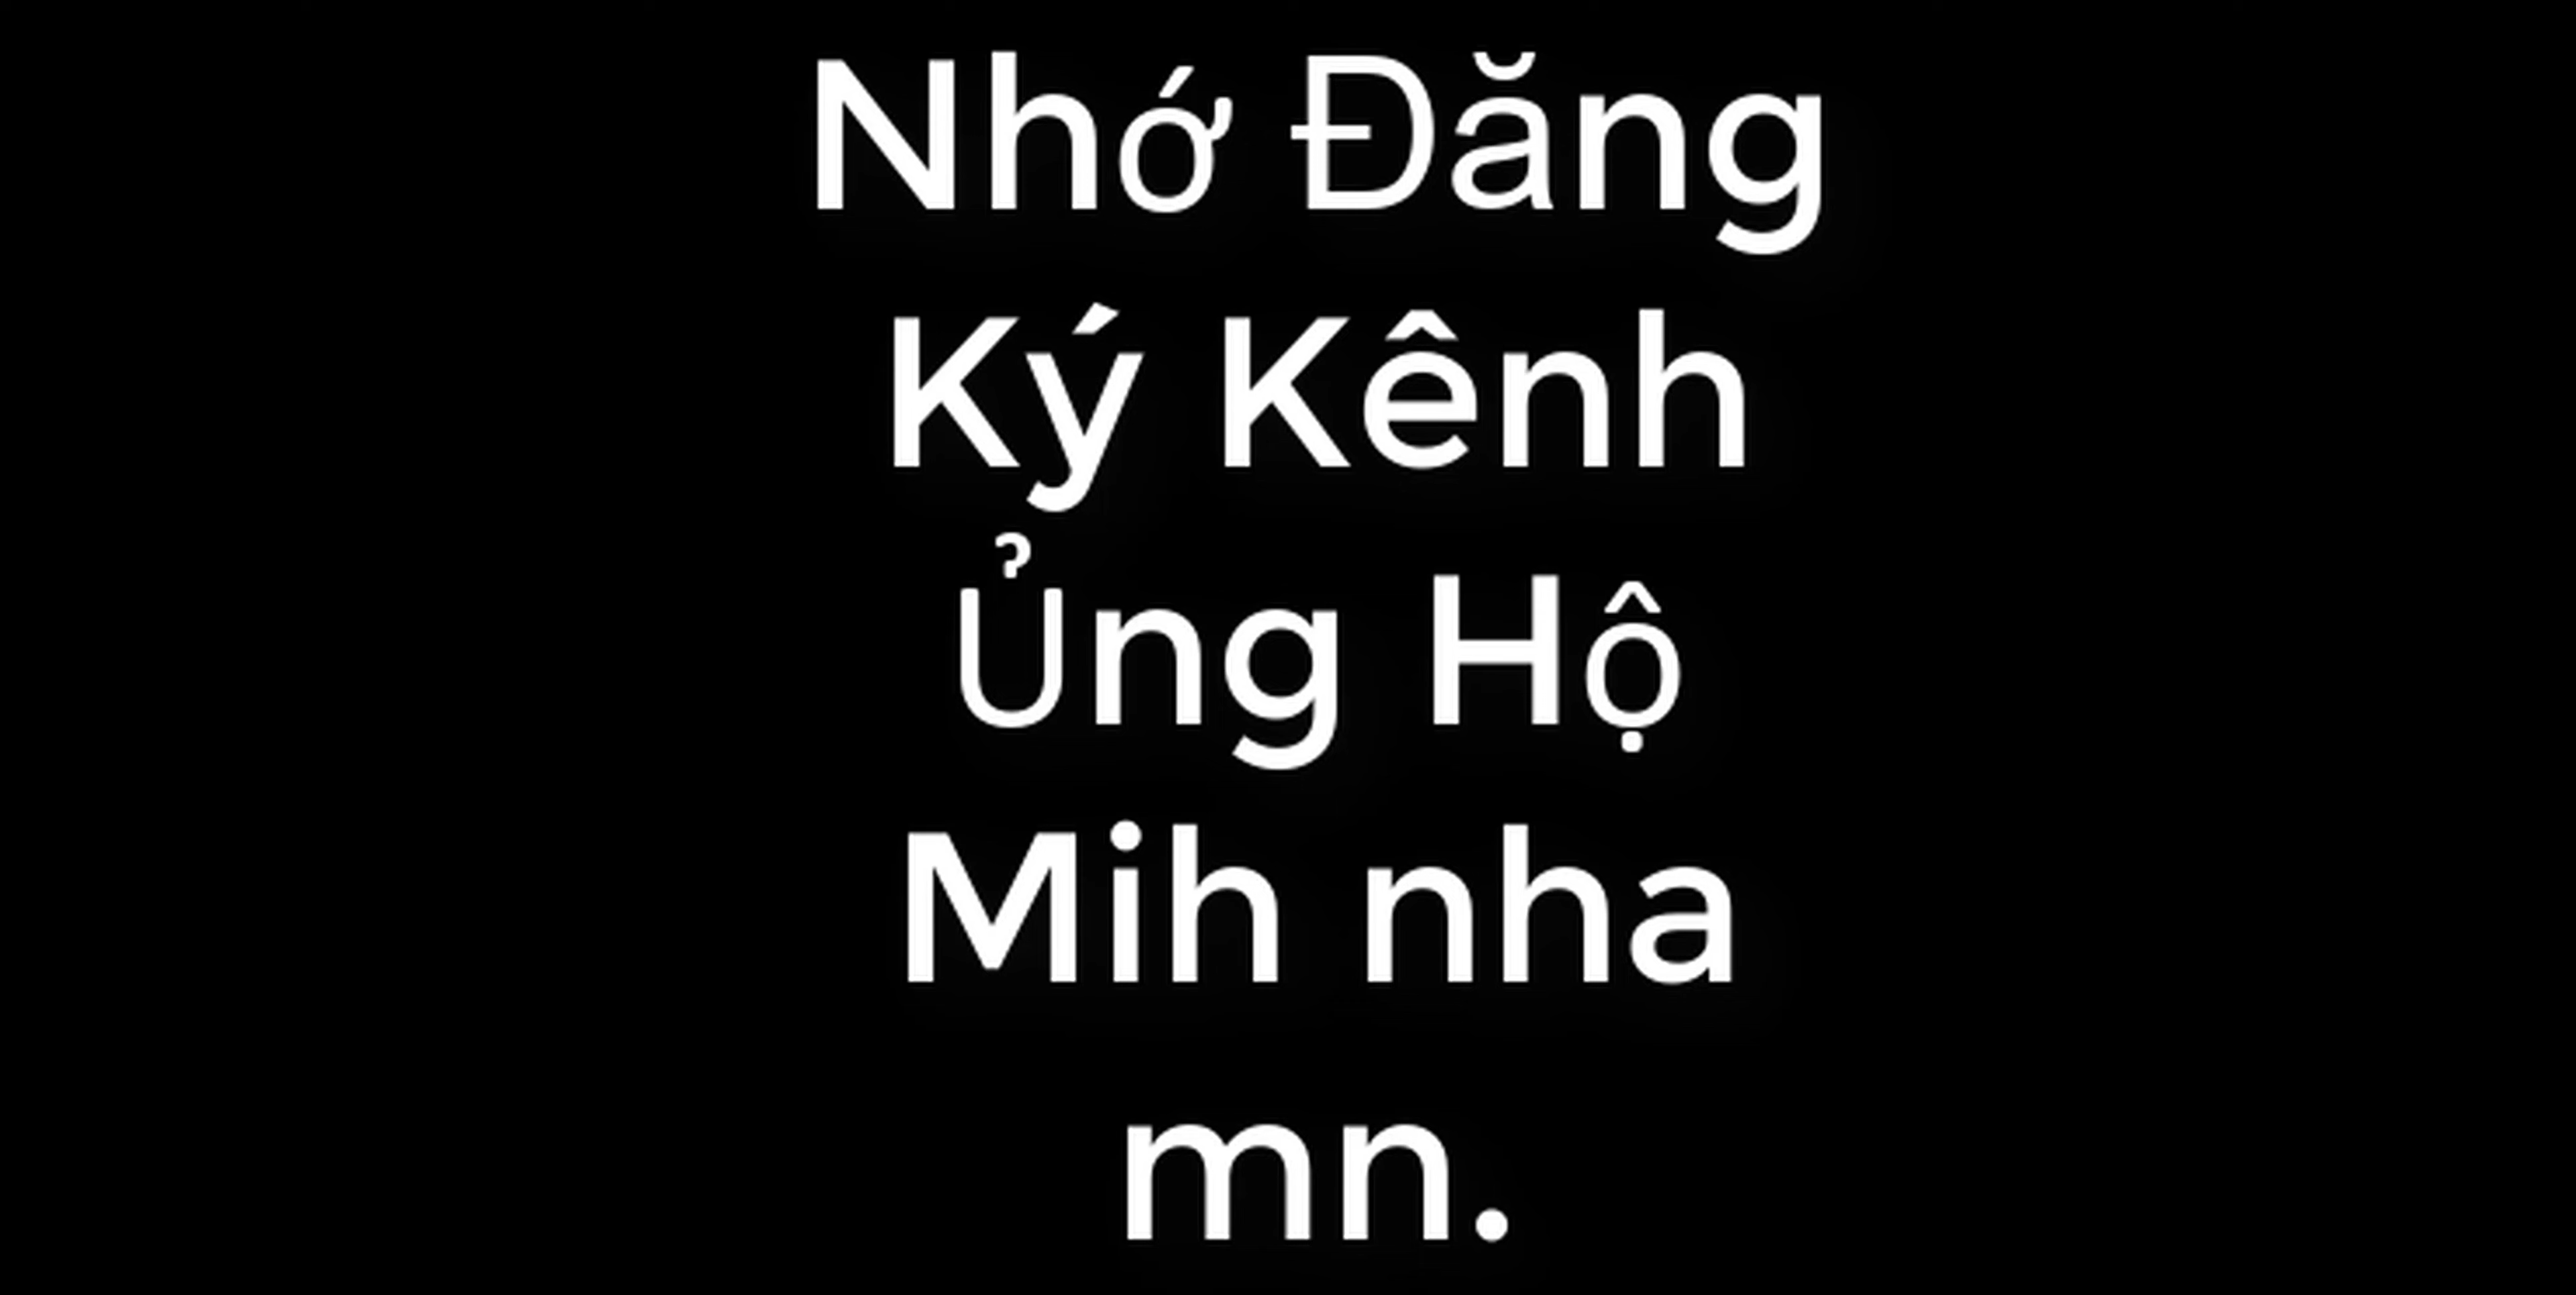 Nhớ Đăng
Ký Kênh
Ủng Hộ
Mih nha
mn.